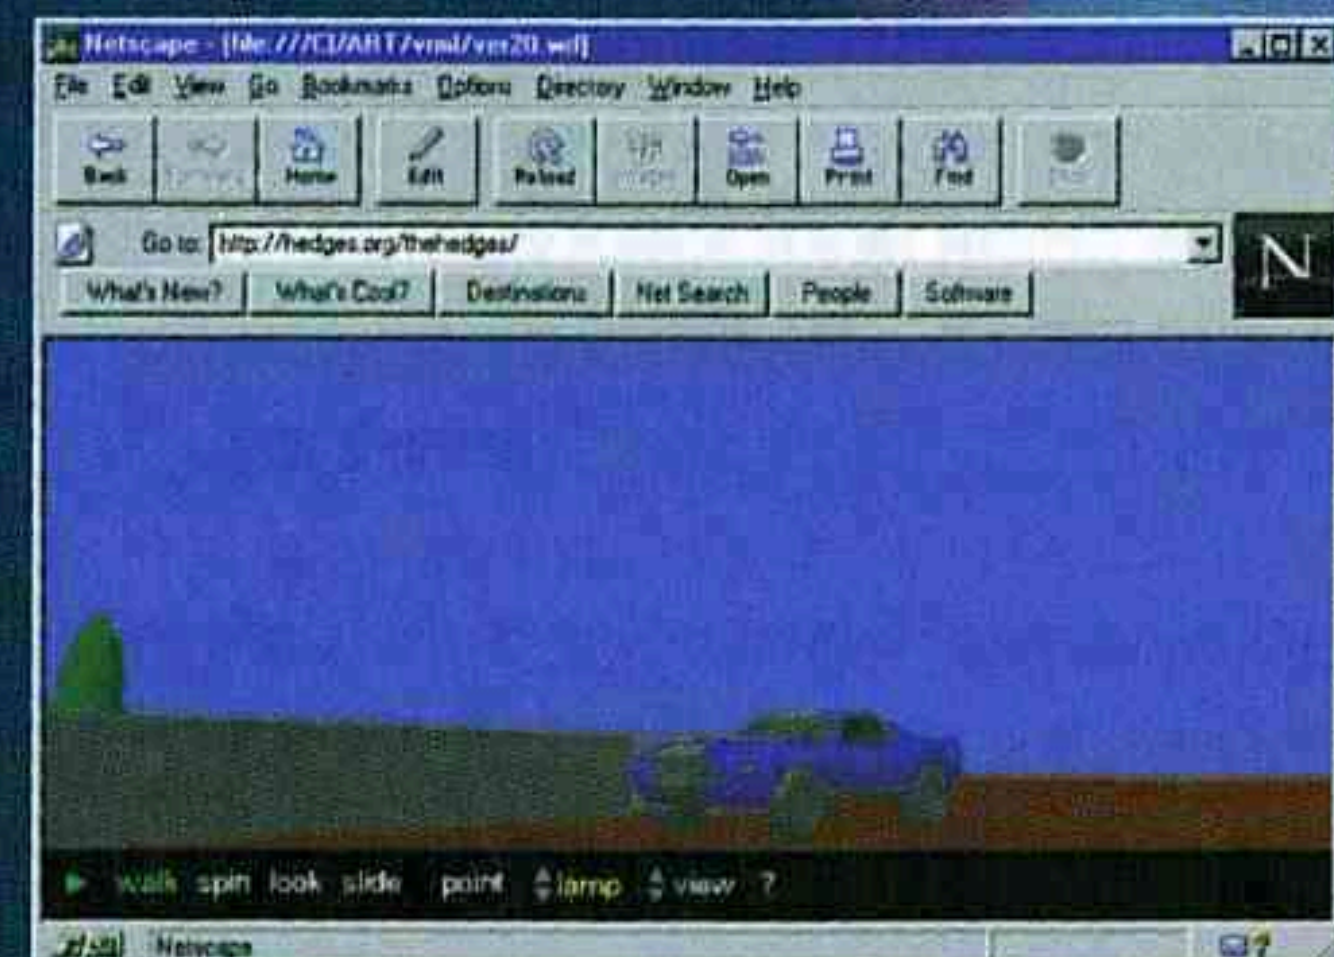 Netscape - [file:///C|/ART/vrml/ver20.wrl]
File Edit View Go Bookmarks Options Directory Window Help
Back Home Edit Reload Open Print Find
Go to: http://hedges.org/thehedges/
N
What's New? What's Cool? Destinations Net Search People Software
walk spin look slide point lamp view ?
Netscape